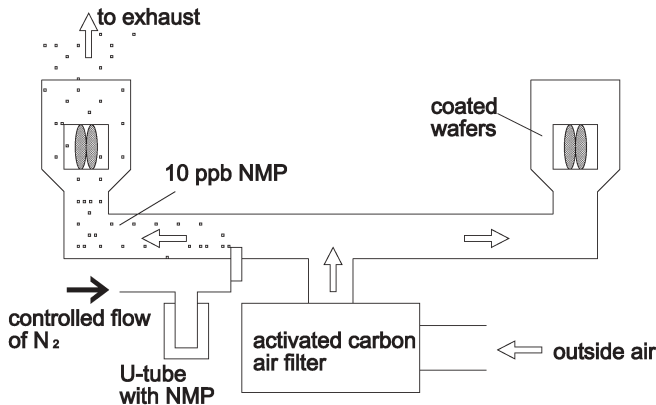 to exhaust
coated
wafers
10 ppb NMP
controlled flow
of N₂
U-tube
with NMP
activated carbon
air filter
outside air